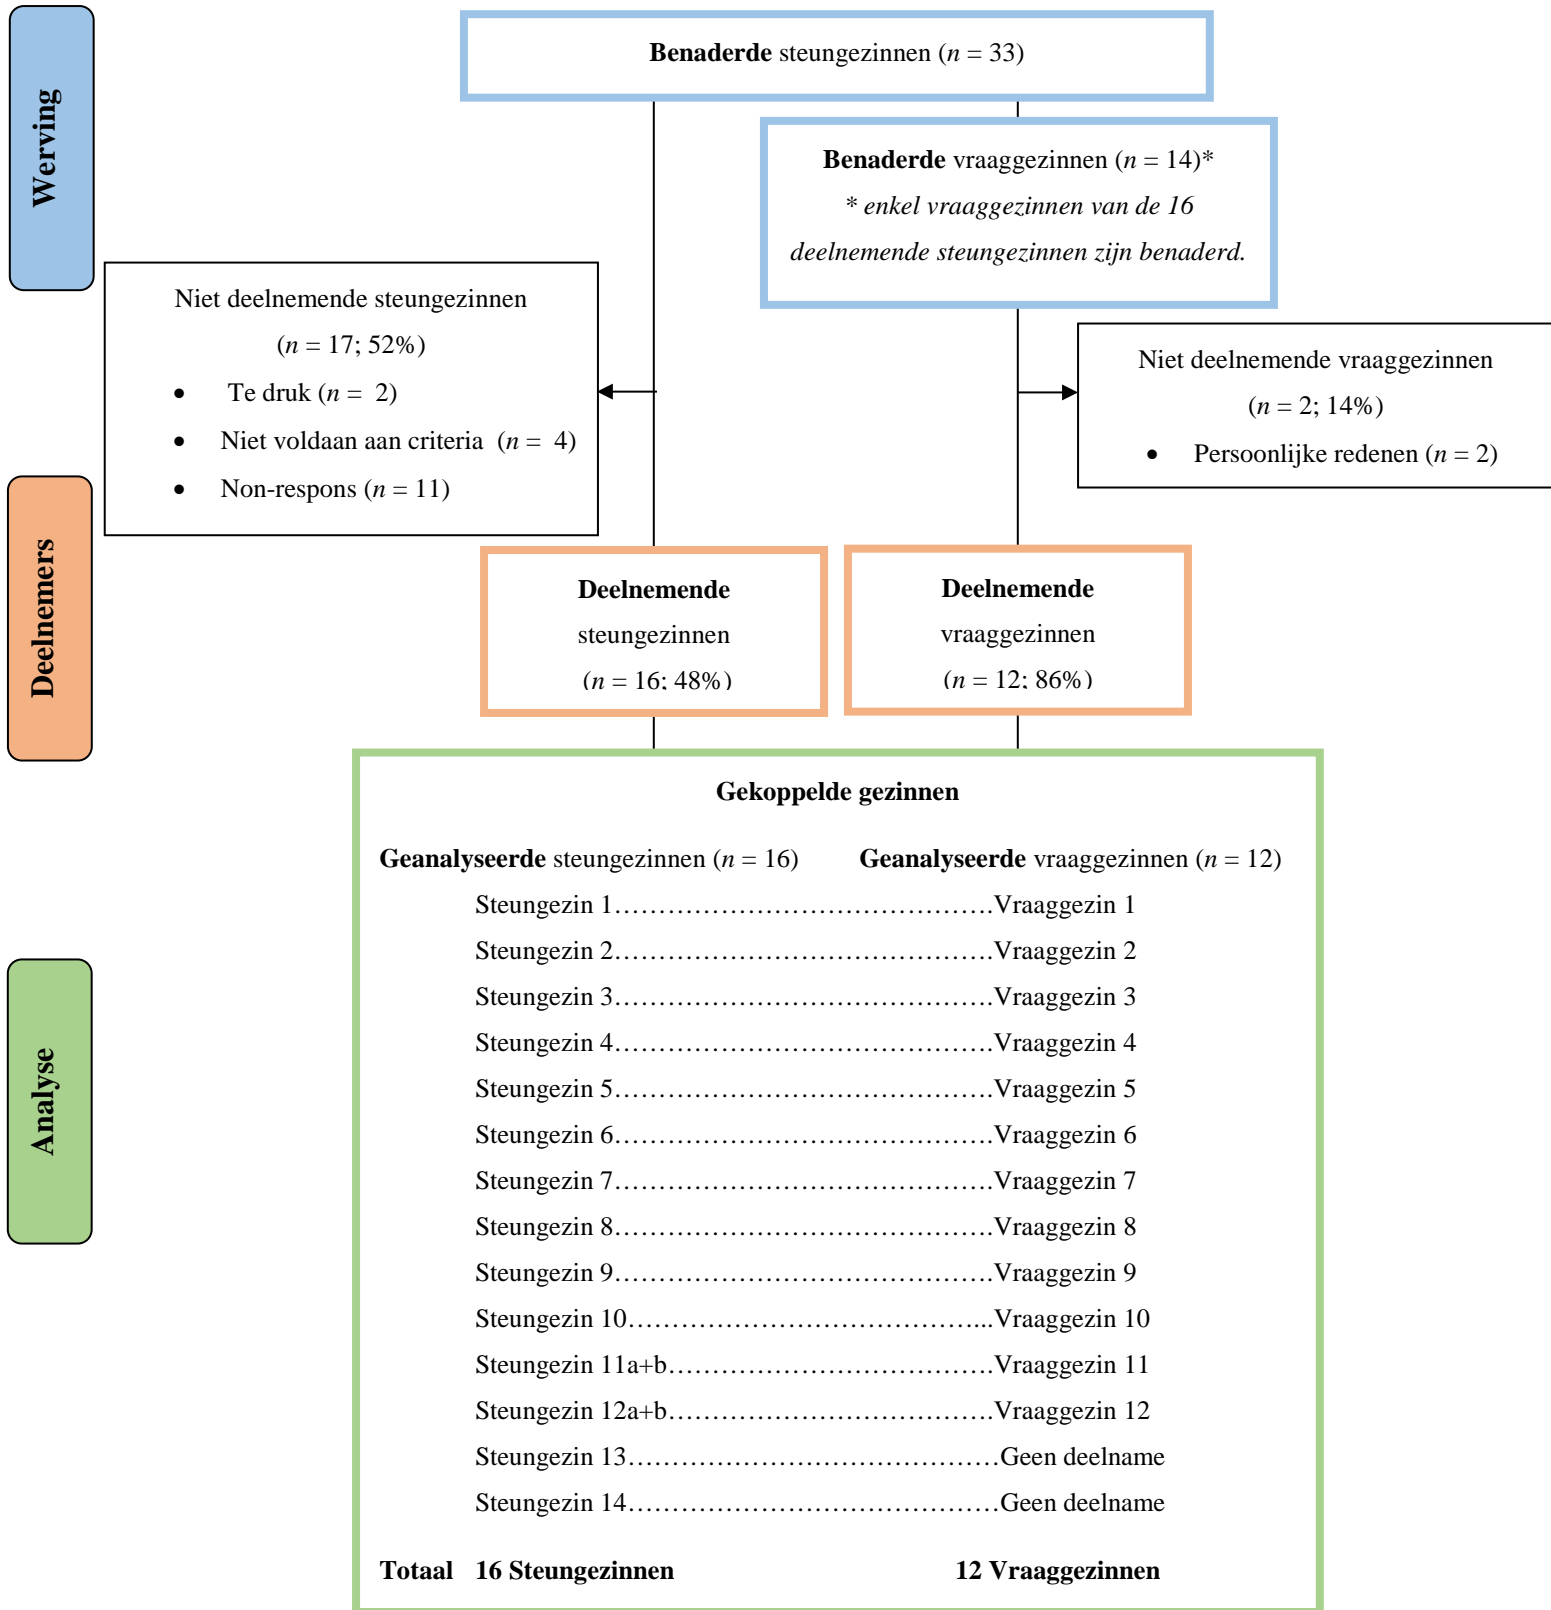 Werving
Benaderde steungezinnen (n = 33)
Benaderde vraaggezinnen (n = 14)*
* enkel vraaggezinnen van de 16
deelnemende steungezinnen zijn benaderd.
Niet deelnemende steungezinnen
(n = 17; 52%)
• Te druk (n = 2)
• Niet voldaan aan criteria (n = 4)
• Non-respons (n = 11)
Niet deelnemende vraaggezinnen
(n = 2; 14%)
• Persoonlijke redenen (n = 2)
Deelnemers
Deelnemende
steungezinnen
(n = 16; 48%)
Deelnemende
vraaggezinnen
(n = 12; 86%)
Analyse
Gekoppelde gezinnen
Geanalyseerde steungezinnen (n = 16) Geanalyseerde vraaggezinnen (n = 12)
Steungezin 1…………………………………………….Vraaggezin 1
Steungezin 2…………………………………………….Vraaggezin 2
Steungezin 3…………………………………………….Vraaggezin 3
Steungezin 4…………………………………………….Vraaggezin 4
Steungezin 5…………………………………………….Vraaggezin 5
Steungezin 6…………………………………………….Vraaggezin 6
Steungezin 7…………………………………………….Vraaggezin 7
Steungezin 8…………………………………………….Vraaggezin 8
Steungezin 9…………………………………………….Vraaggezin 9
Steungezin 10…………………………………………...Vraaggezin 10
Steungezin 11a+b……………………………………….Vraaggezin 11
Steungezin 12a+b……………………………………….Vraaggezin 12
Steungezin 13……………………………………………Geen deelname
Steungezin 14……………………………………………Geen deelname
Totaal 16 Steungezinnen 12 Vraaggezinnen